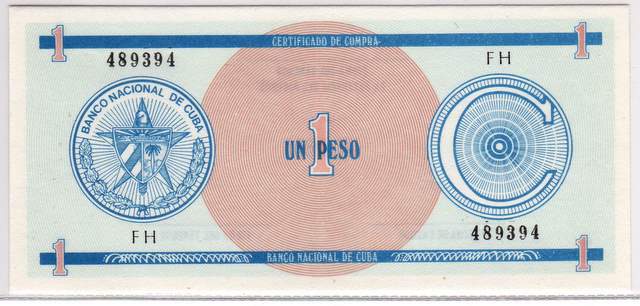 1 CERTIFICADO DE COMPRA 1
489394 FH
BANCO NACIONAL DE CUBA C
UN PESO
1
FH 489394
1 BANCO NACIONAL DE CUBA 1